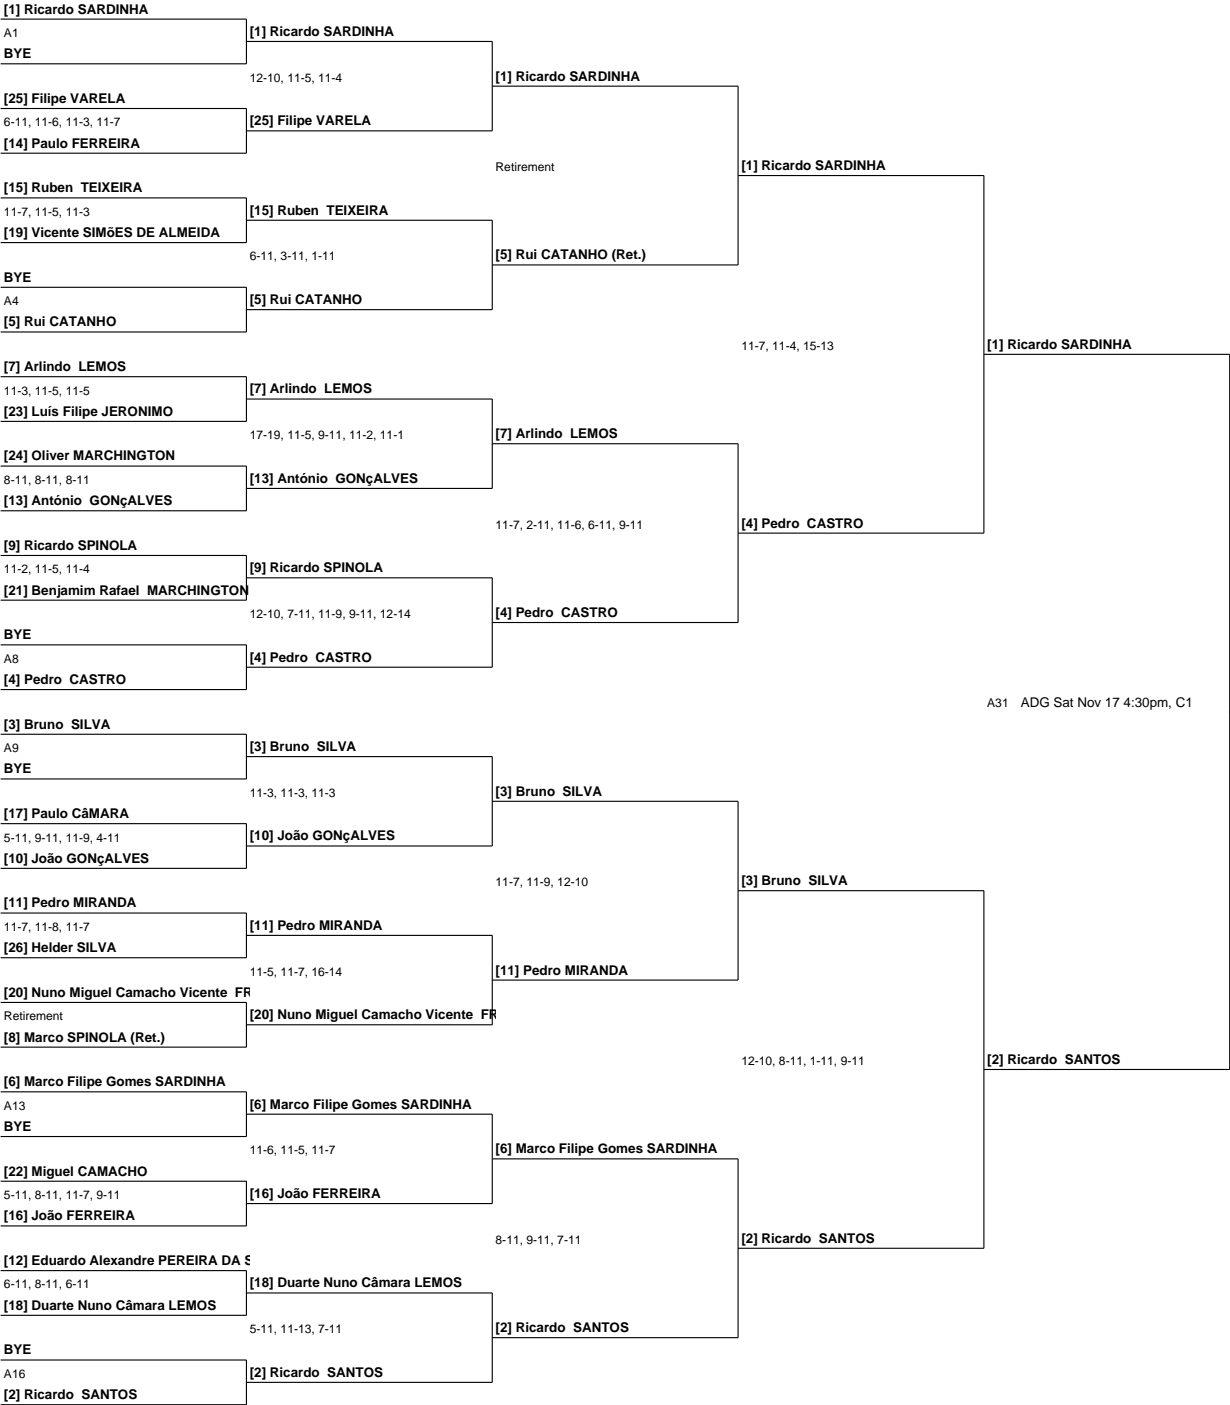 [1] Ricardo SARDINHA
A1
BYE
[25] Filipe VARELA
6-11, 11-6, 11-3, 11-7
[14] Paulo FERREIRA
[15] Ruben TEIXEIRA
11-7, 11-5, 11-3
[19] Vicente SIMõES DE ALMEIDA
BYE
A4
[5] Rui CATANHO
[7] Arlindo LEMOS
11-3, 11-5, 11-5
[23] Luís Filipe JERONIMO
[24] Oliver MARCHINGTON
8-11, 8-11, 8-11
[13] António GONçALVES
[9] Ricardo SPINOLA
11-2, 11-5, 11-4
[21] Benjamim Rafael MARCHINGTON
BYE
A8
[4] Pedro CASTRO
[3] Bruno SILVA
A9
BYE
[17] Paulo CâMARA
5-11, 9-11, 11-9, 4-11
[10] João GONçALVES
[11] Pedro MIRANDA
11-7, 11-8, 11-7
[26] Helder SILVA
[20] Nuno Miguel Camacho Vicente FR
Retirement
[8] Marco SPINOLA (Ret.)
[6] Marco Filipe Gomes SARDINHA
A13
BYE
[22] Miguel CAMACHO
5-11, 8-11, 11-7, 9-11
[16] João FERREIRA
[12] Eduardo Alexandre PEREIRA DA S
6-11, 8-11, 6-11
[18] Duarte Nuno Câmara LEMOS
BYE
A16
[2] Ricardo SANTOS
[1] Ricardo SARDINHA
12-10, 11-5, 11-4
[25] Filipe VARELA
[15] Ruben TEIXEIRA
6-11, 3-11, 1-11
[5] Rui CATANHO
[7] Arlindo LEMOS
17-19, 11-5, 9-11, 11-2, 11-1
[13] António GONçALVES
[9] Ricardo SPINOLA
12-10, 7-11, 11-9, 9-11, 12-14
[4] Pedro CASTRO
[3] Bruno SILVA
11-3, 11-3, 11-3
[10] João GONçALVES
[11] Pedro MIRANDA
11-5, 11-7, 16-14
[20] Nuno Miguel Camacho Vicente FR
[6] Marco Filipe Gomes SARDINHA
11-6, 11-5, 11-7
[16] João FERREIRA
[18] Duarte Nuno Câmara LEMOS
5-11, 11-13, 7-11
[2] Ricardo SANTOS
[1] Ricardo SARDINHA
Retirement
[5] Rui CATANHO (Ret.)
[7] Arlindo LEMOS
11-7, 2-11, 11-6, 6-11, 9-11
[4] Pedro CASTRO
[3] Bruno SILVA
11-7, 11-9, 12-10
[11] Pedro MIRANDA
[6] Marco Filipe Gomes SARDINHA
8-11, 9-11, 7-11
[2] Ricardo SANTOS
[1] Ricardo SARDINHA
11-7, 11-4, 15-13
[4] Pedro CASTRO
[3] Bruno SILVA
12-10, 8-11, 1-11, 9-11
[2] Ricardo SANTOS
[1] Ricardo SARDINHA
A31 ADG Sat Nov 17 4:30pm, C1
[2] Ricardo SANTOS